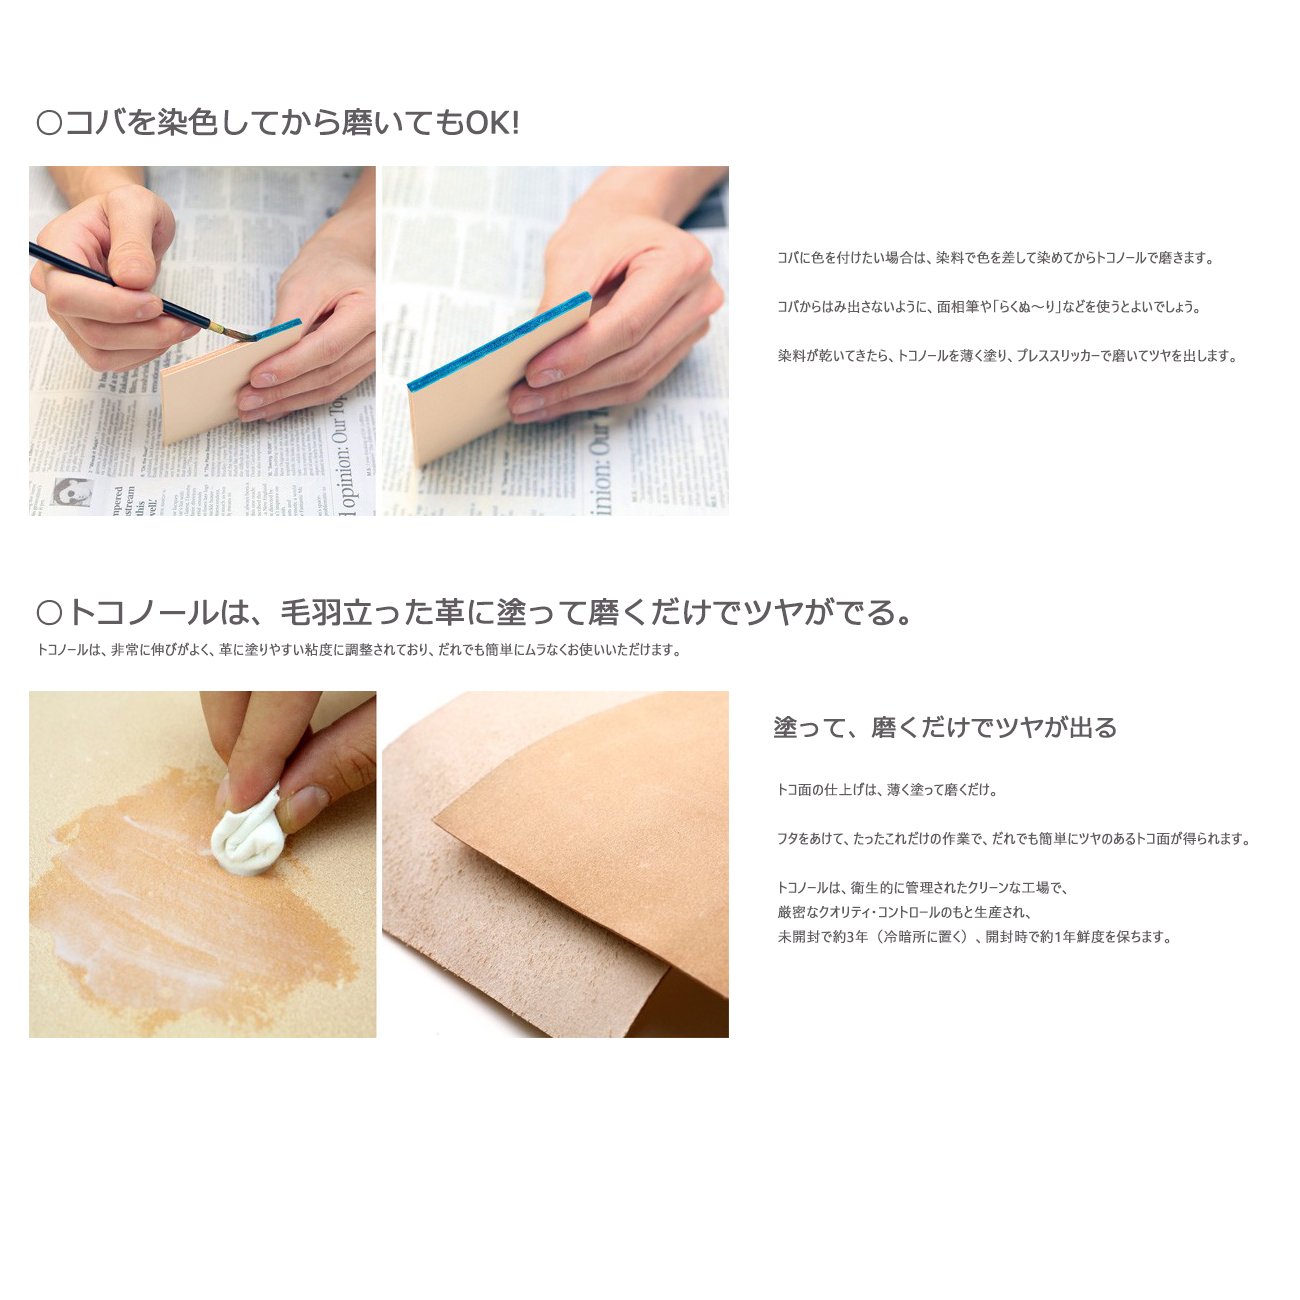 〇コバを染色してから磨いてもOK!
コバに色を付けたい場合は、染料で色を差して染めてからトコノールで磨きます。
コバからはみ出さないように、面相筆や「らくぬ～り」などを使うとよいでしょう。
染料が乾いてきたら、トコノールを薄く塗り、プレススリッカーで磨いてツヤを出します。
d opinion: Our Top
inion: Our
〇トコノールは、毛羽立った革に塗って磨くだけでツヤがでる。
トコノールは、非常に伸びがよく、革に塗りやすい粘度に調整されており、だれでも簡単にムラなくお使いいただけます。
塗って、磨くだけでツヤが出る
トコ面の仕上げは、薄く塗って磨くだけ。
フタをあけて、たったこれだけの作業で、だれでも簡単にツヤのあるトコ面が得られます。
トコノールは、衛生的に管理されたクリーンな工場で、
厳密なクオリティ・コントロールのもと生産され、
未開封で約3年（冷暗所に置く）、開封時で約1年鮮度を保ちます。